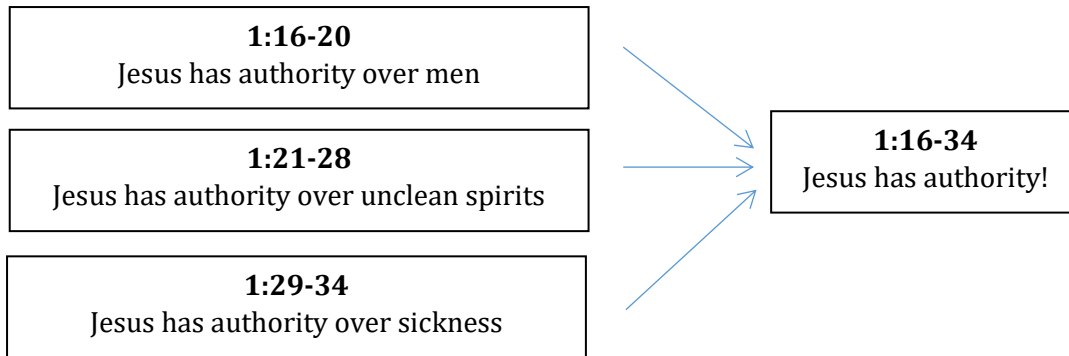 1:16-20
Jesus has authority over men
1:21-28
Jesus has authority over unclean spirits
1:29-34
Jesus has authority over sickness
1:16-34
Jesus has authority!